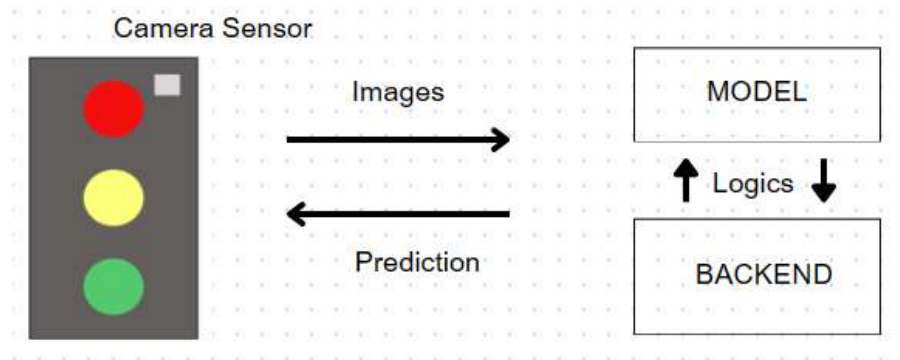 Camera Sensor
Images
MODEL
Logics
Prediction
BACKEND